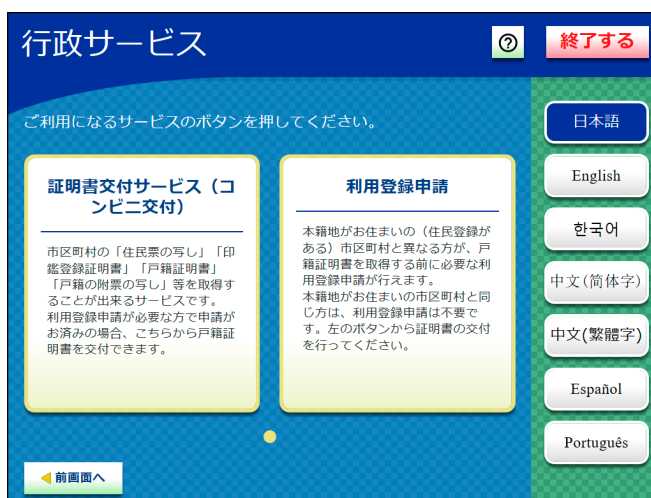 行政サービス
?
終了する
ご利用になるサービスのボタンを押してください。
証明書交付サービス（コ
ンビニ交付）
市区町村の「住民票の写し」「印
鑑登録証明書」「戸籍証明書」
「戸籍の附票の写し」等を取得す
ることが出来るサービスです。
利用登録申請が必要な方で申請が
お済みの場合、こちらから戸籍証
明書を交付できます。
利用登録申請
本籍地がお住まいの（住民登録が
ある）市区町村と異なる方が、戸
籍証明書を取得する前に必要な利
用登録申請が行えます。
本籍地がお住まいの市区町村と同
じ方は、利用登録申請は不要で
す。左のボタンから証明書の交付
を行ってください。
日本語
English
한국어
中文(简体字)
中文(繁體字)
Español
Português
前画面へ